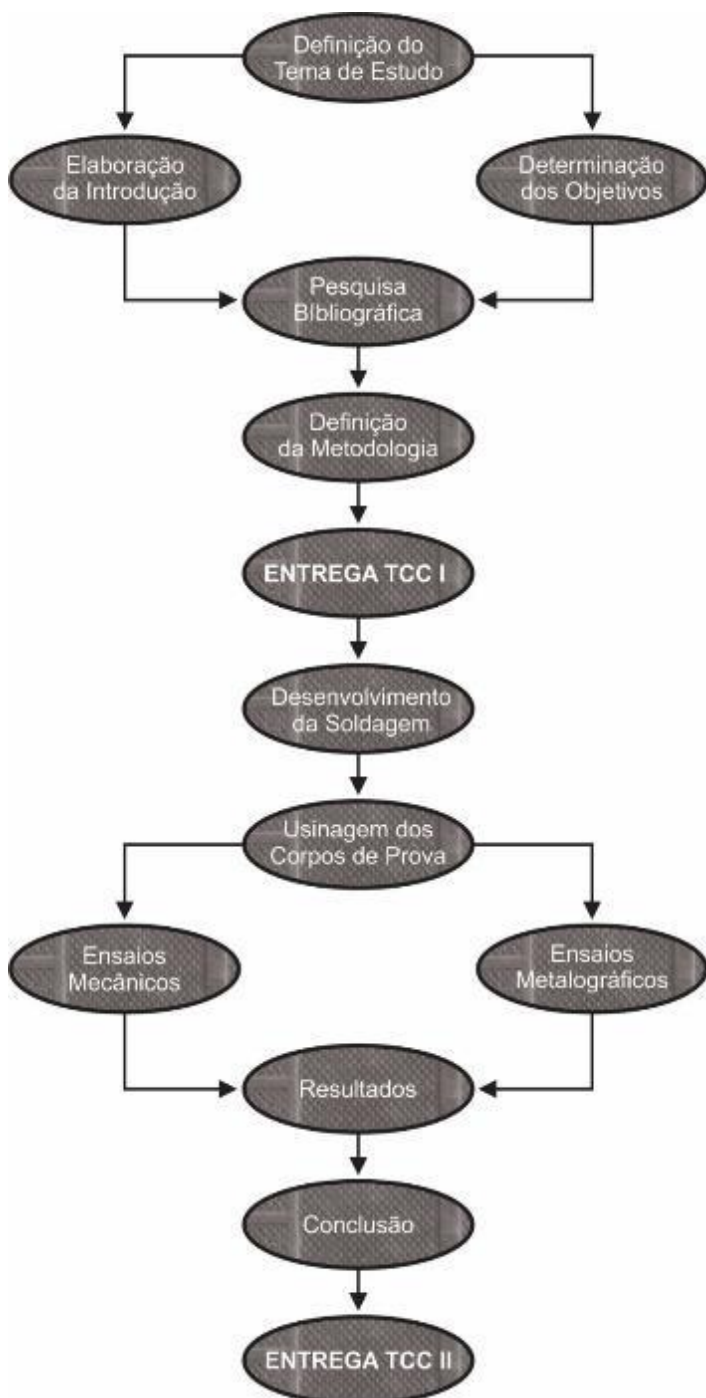 Definição do
Tema de Estudo
Elaboração
da Introdução
Determinação
dos Objetivos
Pesquisa
BIbliográfica
Definição
da Metodologia
ENTREGA TCC I
Desenvolvimento
da Soldagem
Usinagem dos
Corpos de Prova
Ensaios
Mecânicos
Ensaios
Metalográficos
Resultados
Conclusão
ENTREGA TCC II